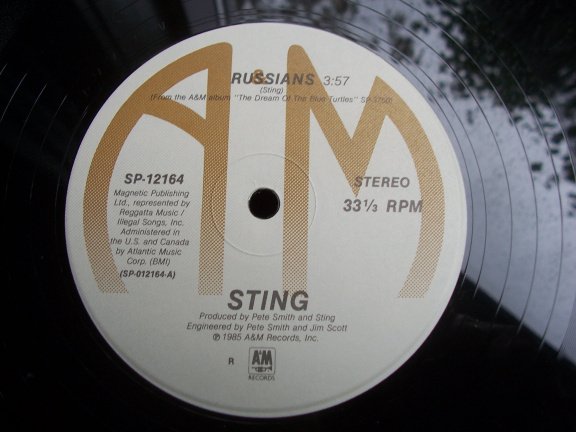 A&M
RUSSIANS 3:57
(Sting)
(From the A&M album "The Dream Of The Blue Turtles" SP-3750)
SP-12164
Magnetic Publishing
Ltd., represented by
Reggatta Music /
Illegal Songs, Inc.
Administered in
the U.S. and Canada
by Atlantic Music
Corp. (BMI)
(SP-012164-A)
STEREO
33 1/3 RPM
STING
Produced by Pete Smith and Sting
Engineered by Pete Smith and Jim Scott
℗ 1985 A&M Records, Inc.
R
A&M
RECORDS